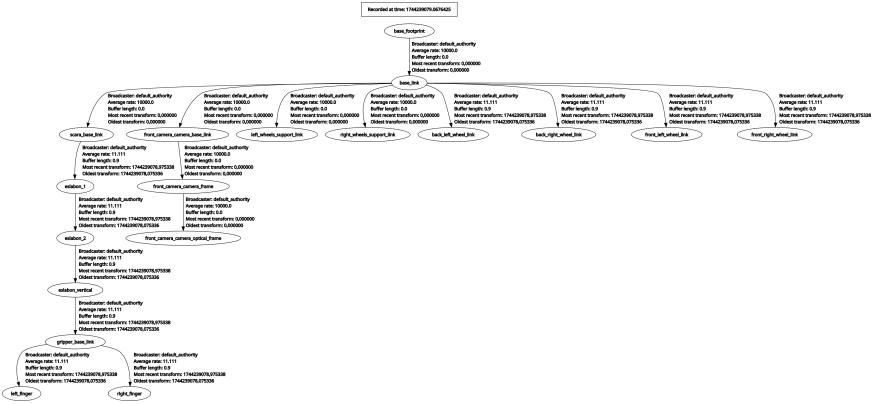 Recorded at time: 1744239079.0676425
base_footprint
Broadcaster: default_authority
Average rate: 10000.0
Buffer length: 0.0
Most recent transform: 0,000000
Oldest transform: 0,000000
base_link
Broadcaster: default_authority
Average rate: 10000.0
Buffer length: 0.0
Most recent transform: 0,000000
Oldest transform: 0,000000
Broadcaster: default_authority
Average rate: 10000.0
Buffer length: 0.0
Most recent transform: 0,000000
Oldest transform: 0,000000
Broadcaster: default_authority
Average rate: 10000.0
Buffer length: 0.0
Most recent transform: 0,000000
Oldest transform: 0,000000
Broadcaster: default_authority
Average rate: 10000.0
Buffer length: 0.0
Most recent transform: 0,000000
Oldest transform: 0,000000
Broadcaster: default_authority
Average rate: 11.111
Buffer length: 0.9
Most recent transform: 1744239078,975338
Oldest transform: 1744239078,075336
Broadcaster: default_authority
Average rate: 11.111
Buffer length: 0.9
Most recent transform: 1744239078,975338
Oldest transform: 1744239078,075336
Broadcaster: default_authority
Average rate: 11.111
Buffer length: 0.9
Most recent transform: 1744239078,975338
Oldest transform: 1744239078,075336
Broadcaster: default_authority
Average rate: 11.111
Buffer length: 0.9
Most recent transform: 1744239078,975338
Oldest transform: 1744239078,075336
scara_base_link
front_camera_camera_base_link
left_wheels_support_link
right_wheels_support_link
back_left_wheel_link
back_right_wheel_link
front_left_wheel_link
front_right_wheel_link
Broadcaster: default_authority
Average rate: 11.111
Buffer length: 0.9
Most recent transform: 1744239078,975338
Oldest transform: 1744239078,075336
Broadcaster: default_authority
Average rate: 10000.0
Buffer length: 0.0
Most recent transform: 0,000000
Oldest transform: 0,000000
eslabon_1
front_camera_camera_frame
Broadcaster: default_authority
Average rate: 11.111
Buffer length: 0.9
Most recent transform: 1744239078,975338
Oldest transform: 1744239078,075336
Broadcaster: default_authority
Average rate: 10000.0
Buffer length: 0.0
Most recent transform: 0,000000
Oldest transform: 0,000000
eslabon_2
front_camera_camera_optical_frame
Broadcaster: default_authority
Average rate: 11.111
Buffer length: 0.9
Most recent transform: 1744239078,975338
Oldest transform: 1744239078,075336
eslabon_vertical
Broadcaster: default_authority
Average rate: 11.111
Buffer length: 0.9
Most recent transform: 1744239078,975338
Oldest transform: 1744239078,075336
gripper_base_link
Broadcaster: default_authority
Average rate: 11.111
Buffer length: 0.9
Most recent transform: 1744239078,975338
Oldest transform: 1744239078,075336
Broadcaster: default_authority
Average rate: 11.111
Buffer length: 0.9
Most recent transform: 1744239078,975338
Oldest transform: 1744239078,075336
left_finger
right_finger